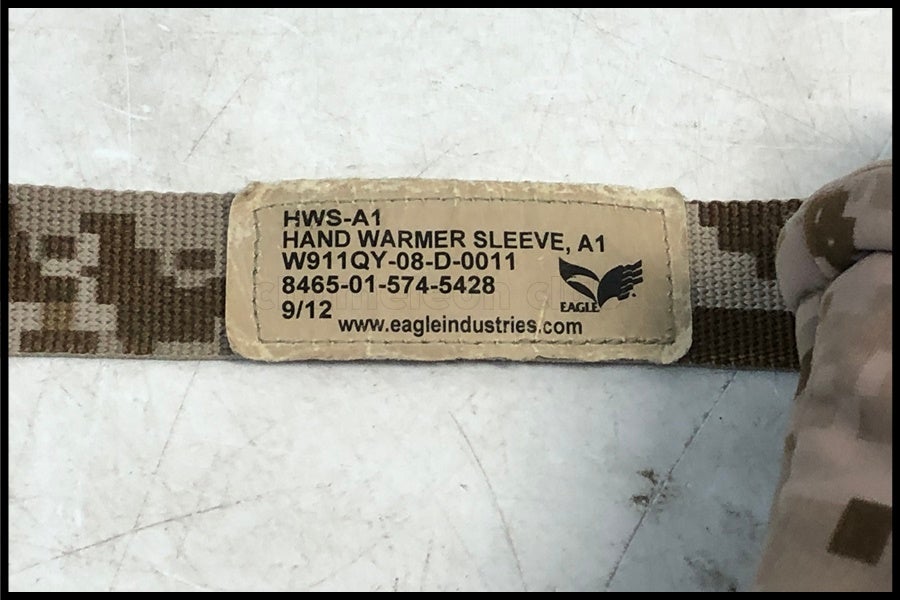 HWS-A1
HAND WARMER SLEEVE, A1
W911QY-08-D-0011
8465-01-574-5428
9/12
EAGLE
www.eagleindustries.com